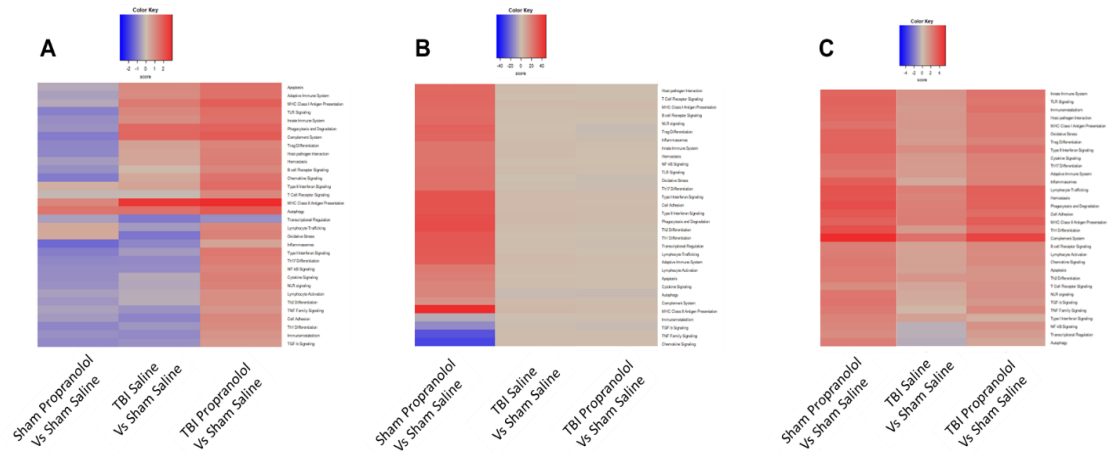 A
Color Key
-2 -1 0 1 2
score
Apoptosis
Adaptive Immune System
MHC Class I Antigen Presentation
TLR Signaling
Innate Immune System
Phagocytosis and Degradation
Complement System
Treg Differentiation
Host-pathogen Interaction
Hemostasis
B-cell Receptor Signaling
Chemokine Signaling
Type II Interferon Signaling
T Cell Receptor Signaling
MHC Class II Antigen Presentation
Autophagy
Transcriptional Regulation
Lymphocyte Trafficking
Oxidative Stress
Inflammasomes
Type I Interferon Signaling
Th17 Differentiation
NF-kB Signaling
Cytokine Signaling
NLR signaling
Lymphocyte Activation
Th2 Differentiation
TNF Family Signaling
Cell Adhesion
Th1 Differentiation
Immunometabolism
TGF-b Signaling
Sham Propranolol
Vs Sham Saline
TBI Saline
Vs Sham Saline
TBI Propranolol
Vs Sham Saline
B
Color Key
-40 -20 0 20 40
score
Host-pathogen Interaction
T Cell Receptor Signaling
MHC Class I Antigen Presentation
B-cell Receptor Signaling
NLR signaling
Treg Differentiation
Inflammasomes
Innate Immune System
Hemostasis
NF-kB Signaling
TLR Signaling
Oxidative Stress
Th17 Differentiation
Type I Interferon Signaling
Cell Adhesion
Type II Interferon Signaling
Phagocytosis and Degradation
Th2 Differentiation
Th1 Differentiation
Transcriptional Regulation
Lymphocyte Trafficking
Adaptive Immune System
Lymphocyte Activation
Apoptosis
Cytokine Signaling
Autophagy
Complement System
MHC Class II Antigen Presentation
Immunometabolism
TGF-b Signaling
TNF Family Signaling
Chemokine Signaling
Sham Propranolol
Vs Sham Saline
TBI Saline
Vs Sham Saline
TBI Propranolol
Vs Sham Saline
C
Color Key
-4 -2 0 2 4
score
Innate Immune System
TLR Signaling
Immunometabolism
Host-pathogen Interaction
MHC Class I Antigen Presentation
Oxidative Stress
Treg Differentiation
Type II Interferon Signaling
Cytokine Signaling
Th17 Differentiation
Adaptive Immune System
Inflammasomes
Lymphocyte Trafficking
Hemostasis
Phagocytosis and Degradation
Cell Adhesion
MHC Class II Antigen Presentation
Th1 Differentiation
Complement System
B-cell Receptor Signaling
Lymphocyte Activation
Chemokine Signaling
Apoptosis
Th2 Differentiation
T Cell Receptor Signaling
NLR signaling
TGF-b Signaling
TNF Family Signaling
Type I Interferon Signaling
NF-kB Signaling
Transcriptional Regulation
Autophagy
Sham Propranolol
Vs Sham Saline
TBI Saline
Vs Sham Saline
TBI Propranolol
Vs Sham Saline